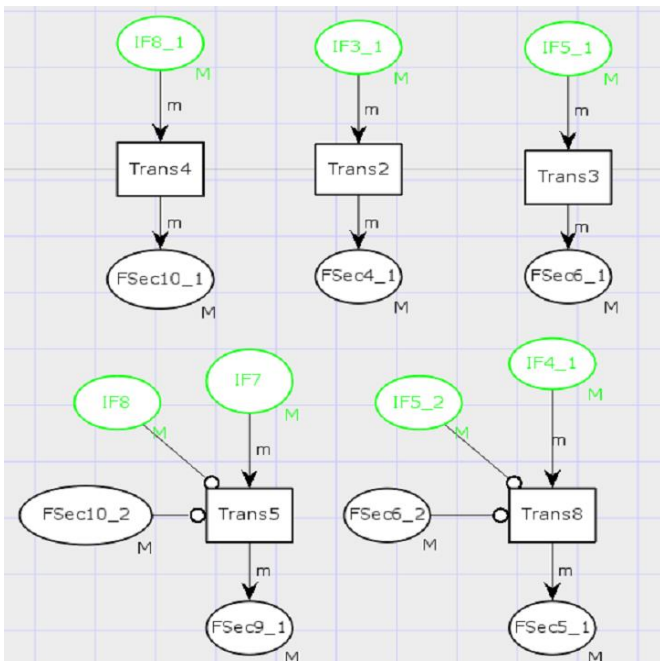 IF8_1 IF3_1 IF5_1
M M M
m m m
Trans4 Trans2 Trans3
m m m
FSec10_1 FSec4_1 FSec6_1
M M M
IF8 IF7 IF5_2 IF4_1
M M M M
m m
FSec10_2 Trans5 FSec6_2 Trans8
M M
m m
FSec9_1 FSec5_1
M M